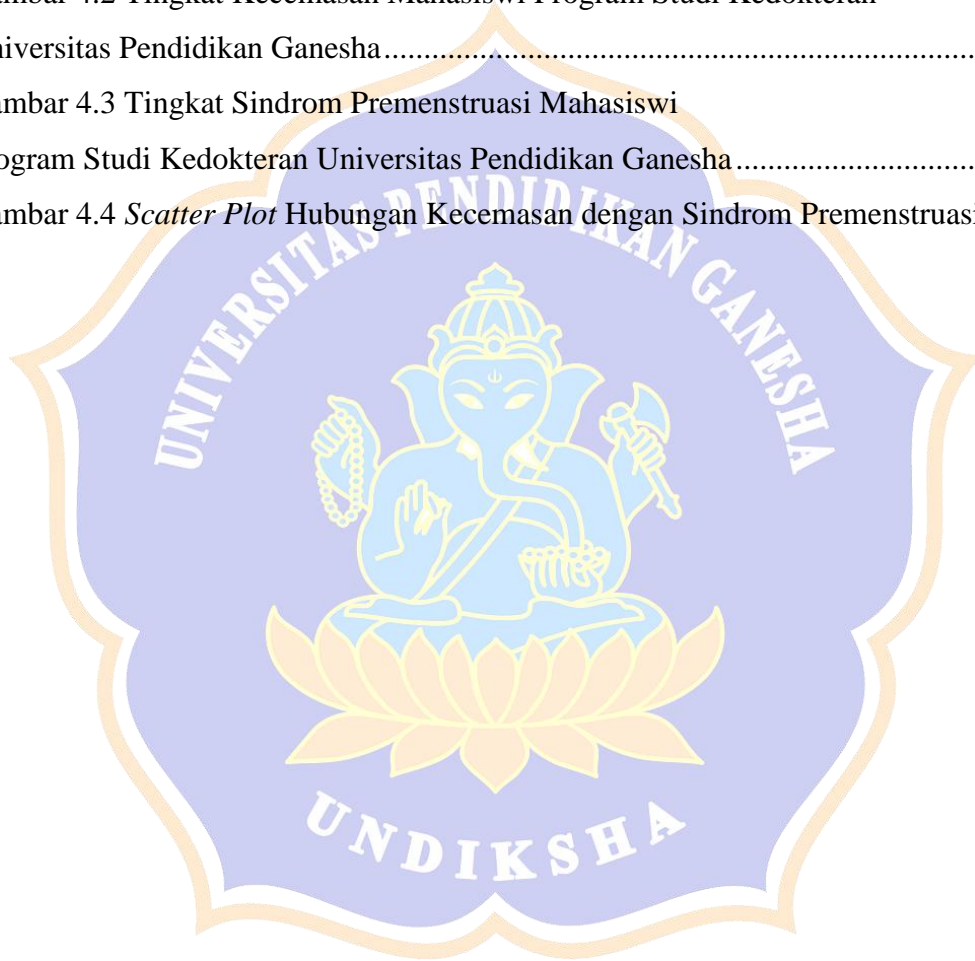 ambar 4.2 Tingkat Kecemasan Mahasiswi Program Studi Kedokteran
niversitas Pendidikan Ganesha
ambar 4.3 Tingkat Sindrom Premenstruasi Mahasiswi
ogram Studi Kedokteran Universitas Pendidikan Ganesha
ambar 4.4 Scatter Plot Hubungan Kecemasan dengan Sindrom Premenstruasi
UNIVERSITAS PENDIDIKAN GANESHA
UNDIKSHA